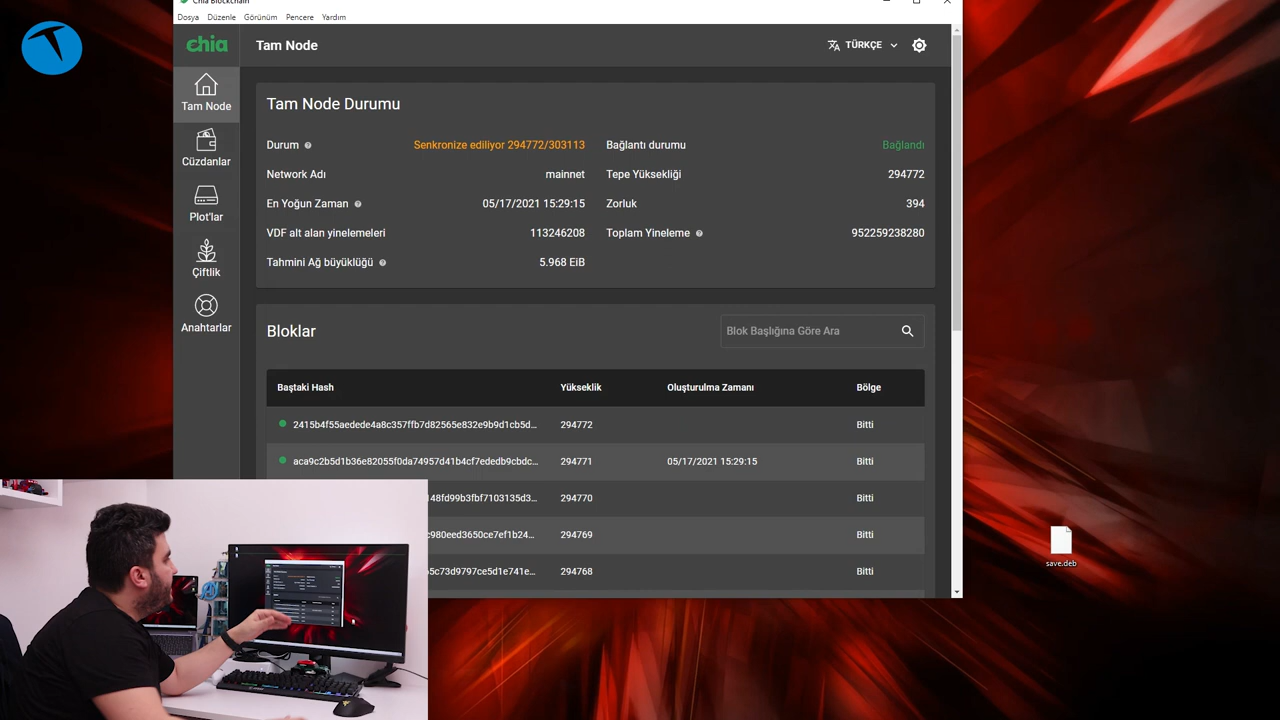 Chia Blockchain
Dosya Düzenle Görünüm Pencere Yardım
chia
Tam Node
TÜRKÇE
Tam Node
Cüzdanlar
Plot'lar
Çiftlik
Anahtarlar
Tam Node Durumu
Durum Senkronize ediliyor 294772/303113 Bağlantı durumu Bağlandı
Network Adı mainnet Tepe Yüksekliği 294772
En Yoğun Zaman 05/17/2021 15:29:15 Zorluk 394
VDF alt alan yinelemeleri 113246208 Toplam Yineleme 952259238280
Tahmini Ağ büyüklüğü 5.968 EiB
Bloklar
Blok Başlığına Göre Ara
Baştaki Hash Yükseklik Oluşturulma Zamanı Bölge
2415b4f55aedede4a8c357ffb7d82565e832e9b9d1cb5d... 294772 Bitti
aca9c2b5d1b36e82055f0da74957d41b4cf7ededb9cbdc... 294771 05/17/2021 15:29:15 Bitti
148fd99b3fbf7103135d3... 294770 Bitti
c980eed3650ce7ef1b24... 294769 Bitti
5c73d9797ce5d1e741e... 294768 Bitti
save.deb